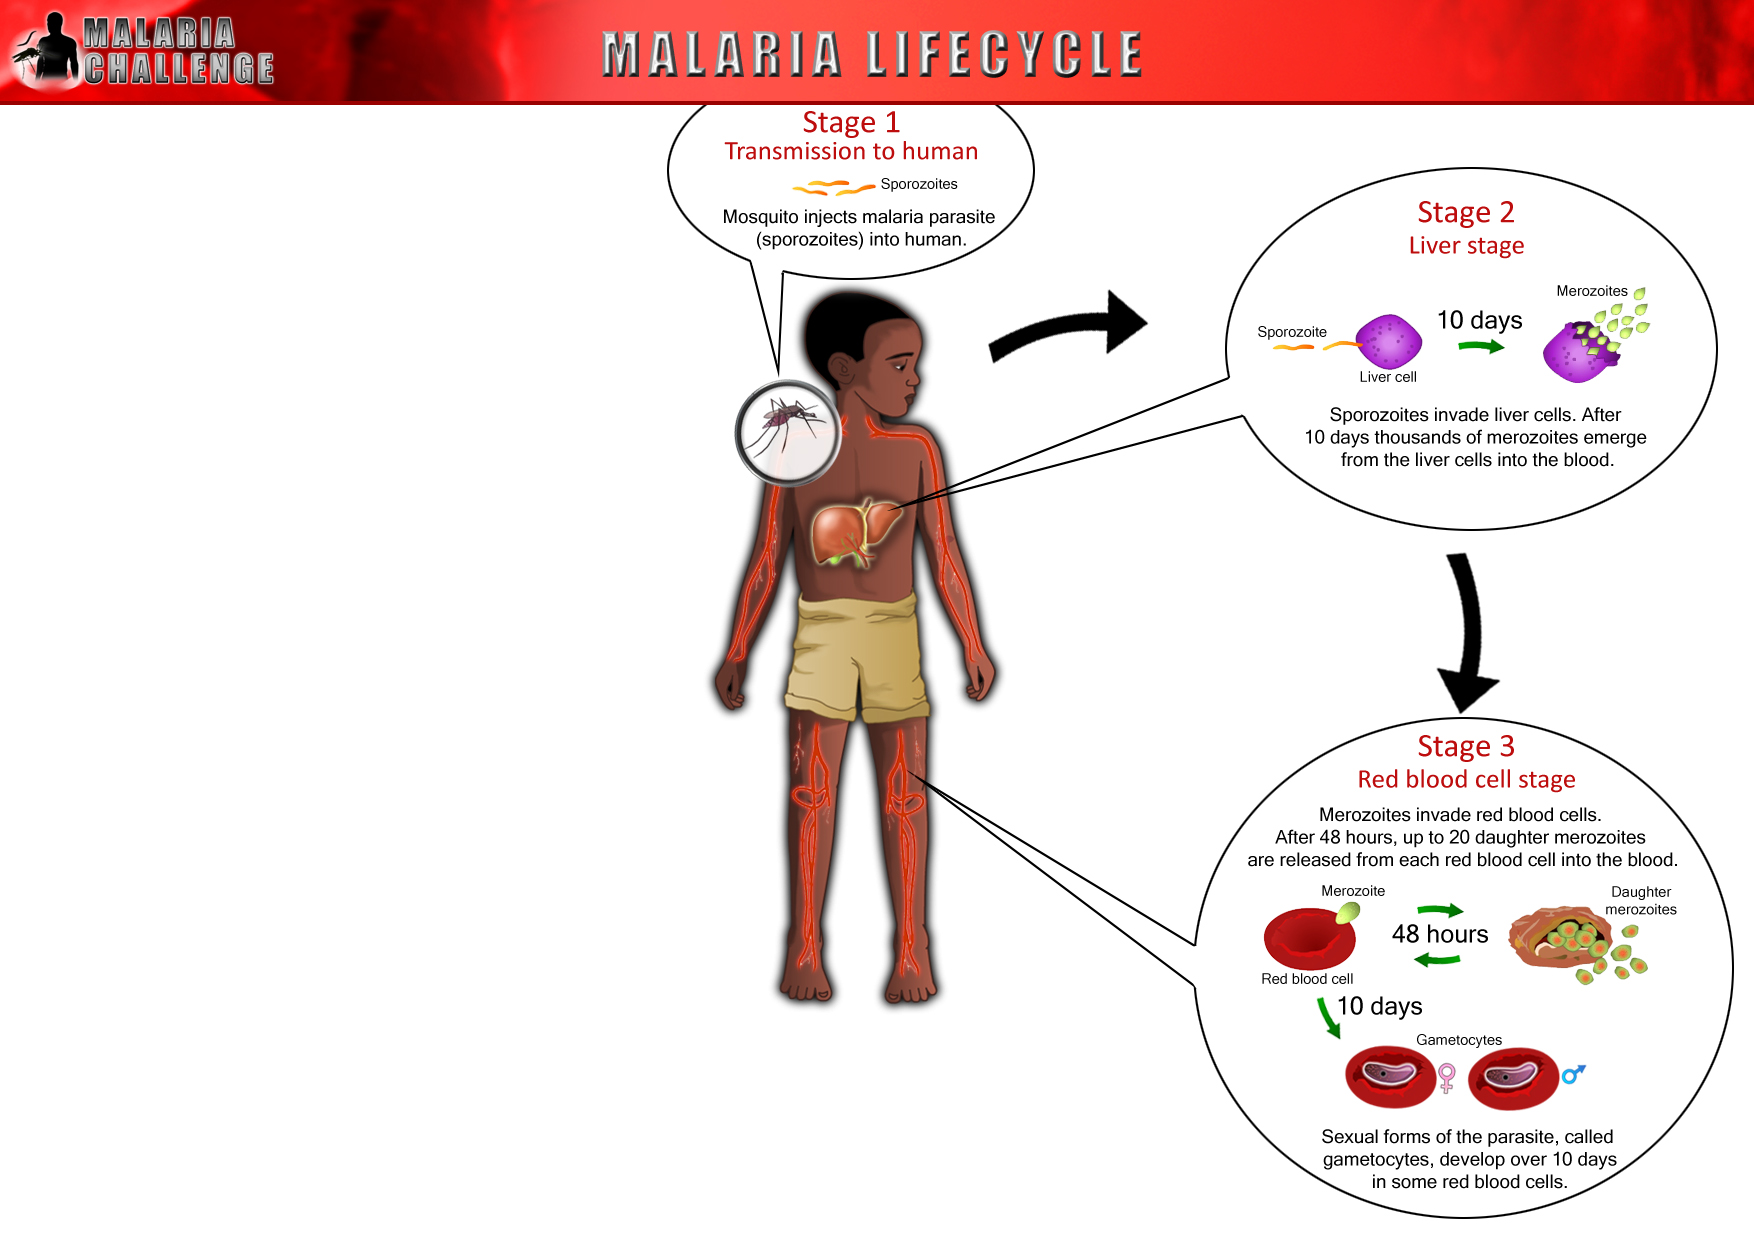 MALARIA
CHALLENGE
MALARIA LIFECYCLE
Stage 1
Transmission to human
Sporozoites
Mosquito injects malaria parasite
(sporozoites) into human.
Stage 2
Liver stage
Merozoites
Sporozoite
10 days
Liver cell
Sporozoites invade liver cells. After
10 days thousands of merozoites emerge
from the liver cells into the blood.
Stage 3
Red blood cell stage
Merozoites invade red blood cells.
After 48 hours, up to 20 daughter merozoites
are released from each red blood cell into the blood.
Merozoite
Daughter
merozoites
48 hours
Red blood cell
10 days
Gametocytes
Sexual forms of the parasite, called
gametocytes, develop over 10 days
in some red blood cells.